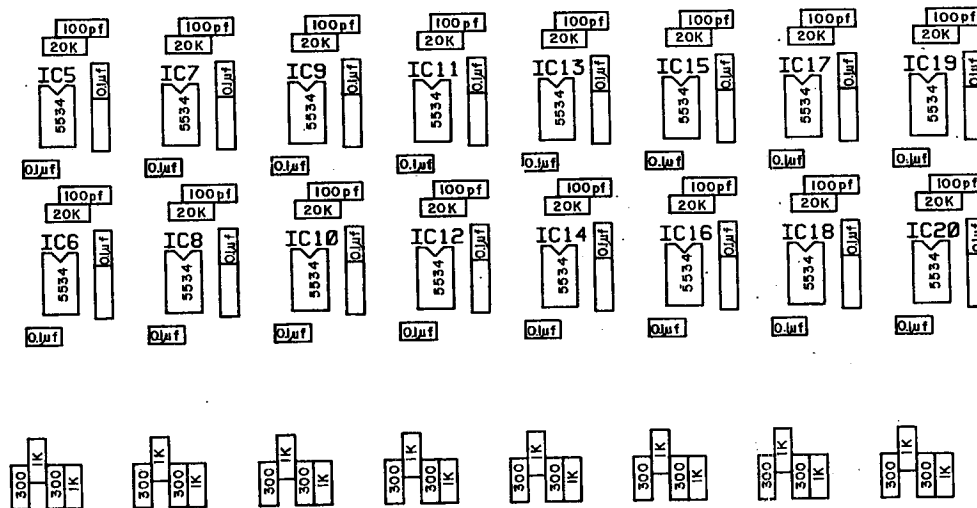 100pf 100pf 100pf 100pf 100pf 100pf 100pf 100pf
20K 20K 20K 20K 20K 20K 20K 20K
IC5 IC7 IC9 IC11 IC13 IC15 IC17 IC19
0.1µf 0.1µf 0.1µf 0.1µf 0.1µf 0.1µf 0.1µf 0.1µf
5534 5534 5534 5534 5534 5534 5534 5534
0.1µf 0.1µf 0.1µf 0.1µf 0.1µf 0.1µf 0.1µf 0.1µf
100pf 100pf 100pf 100pf 100pf 100pf 100pf 100pf
20K 20K 20K 20K 20K 20K 20K 20K
IC6 IC8 IC10 IC12 IC14 IC16 IC18 IC20
0.1µf 0.1µf 0.1µf 0.1µf 0.1µf 0.1µf 0.1µf 0.1µf
5534 5534 5534 5534 5534 5534 5534 5534
0.1µf 0.1µf 0.1µf 0.1µf 0.1µf 0.1µf 0.1µf 0.1µf
300 1K 300 1K 300 1K 300 1K 300 1K 300 1K 300 1K 300 1K 300 1K 300 1K 300 1K 300 1K 300 1K 300 1K 300 1K 300 1K